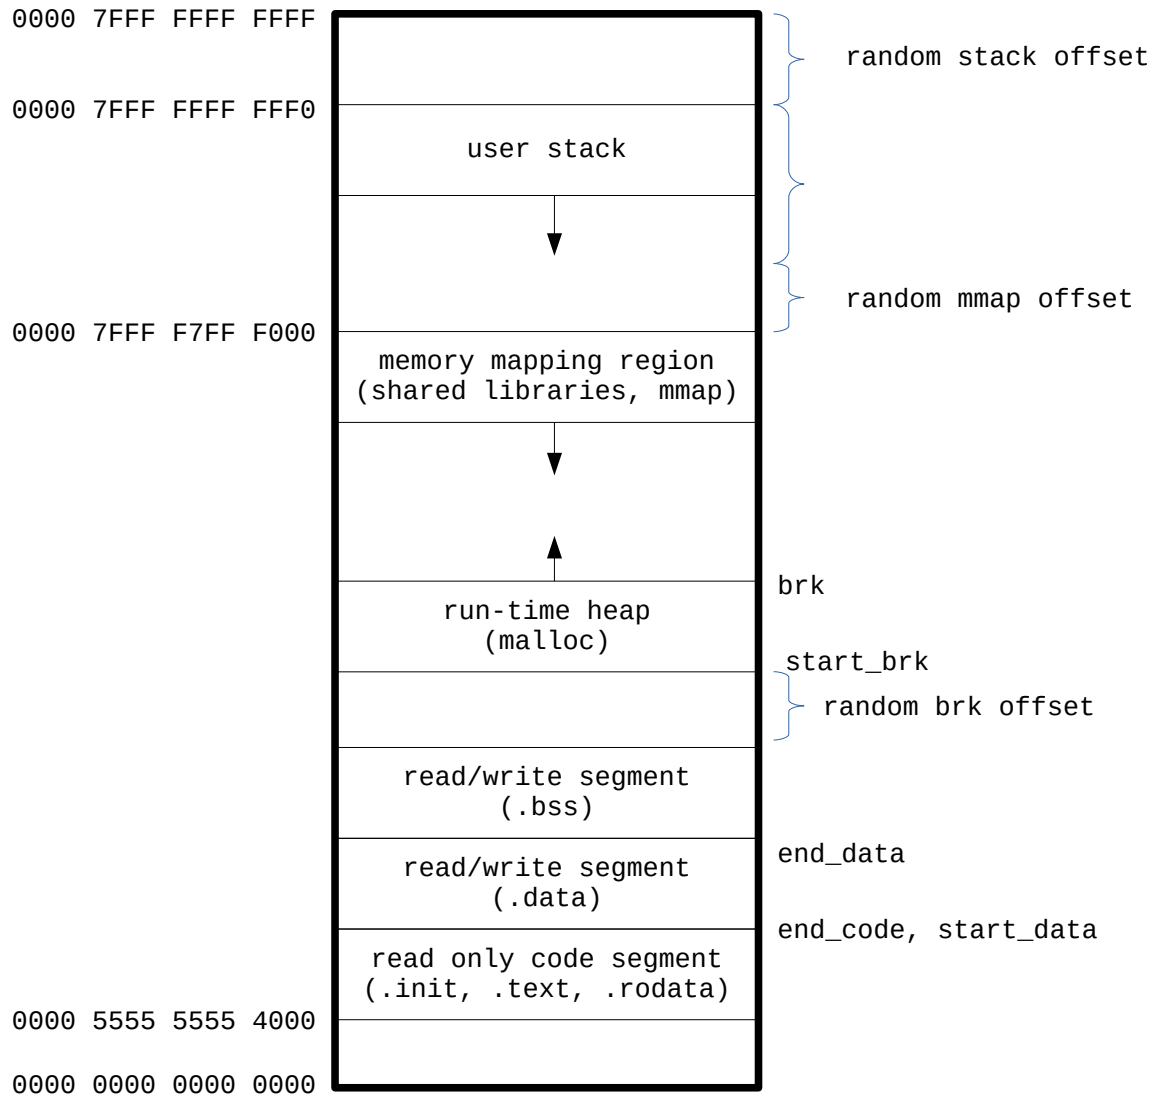 0000 7FFF FFFF FFFF
random stack offset
0000 7FFF FFFF FFF0
user stack
random mmap offset
0000 7FFF F7FF F000
memory mapping region
(shared libraries, mmap)
brk
run-time heap
(malloc)
start_brk
random brk offset
read/write segment
(.bss)
end_data
read/write segment
(.data)
end_code, start_data
read only code segment
(.init, .text, .rodata)
0000 5555 5555 4000
0000 0000 0000 0000